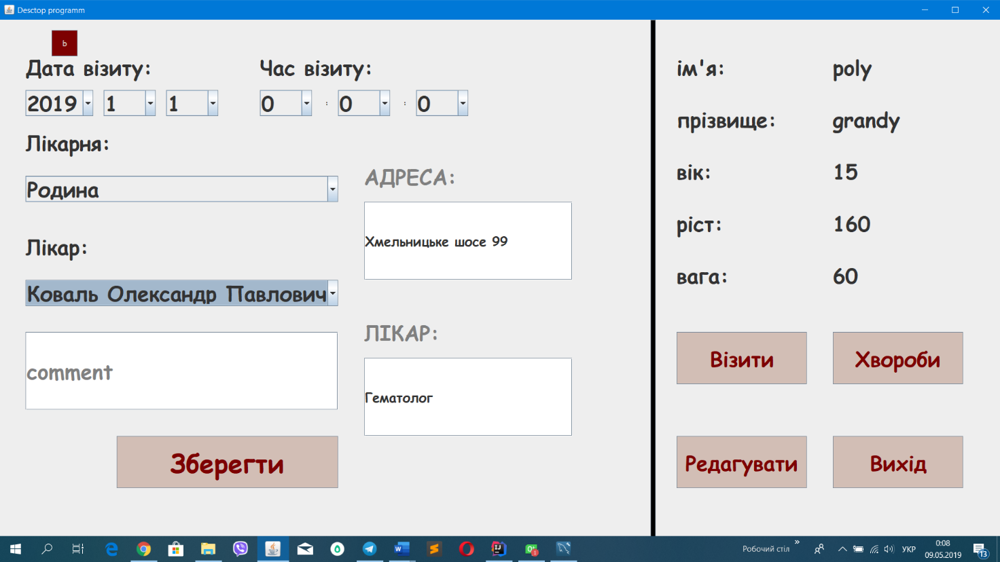 Desctop programm
b
Дата візиту:
Час візиту:
2019 1 1
0 : 0 : 0
Лікарня:
Родина
АДРЕСА:
Хмельницьке шосе 99
Лікар:
Коваль Олександр Павлович
comment
ЛІКАР:
Гематолог
Зберегти
ім'я: poly
прізвище: grandy
вік: 15
ріст: 160
вага: 60
Візити
Хвороби
Редагувати
Вихід
Робочий стіл
УКР
0:08
09.05.2019
13